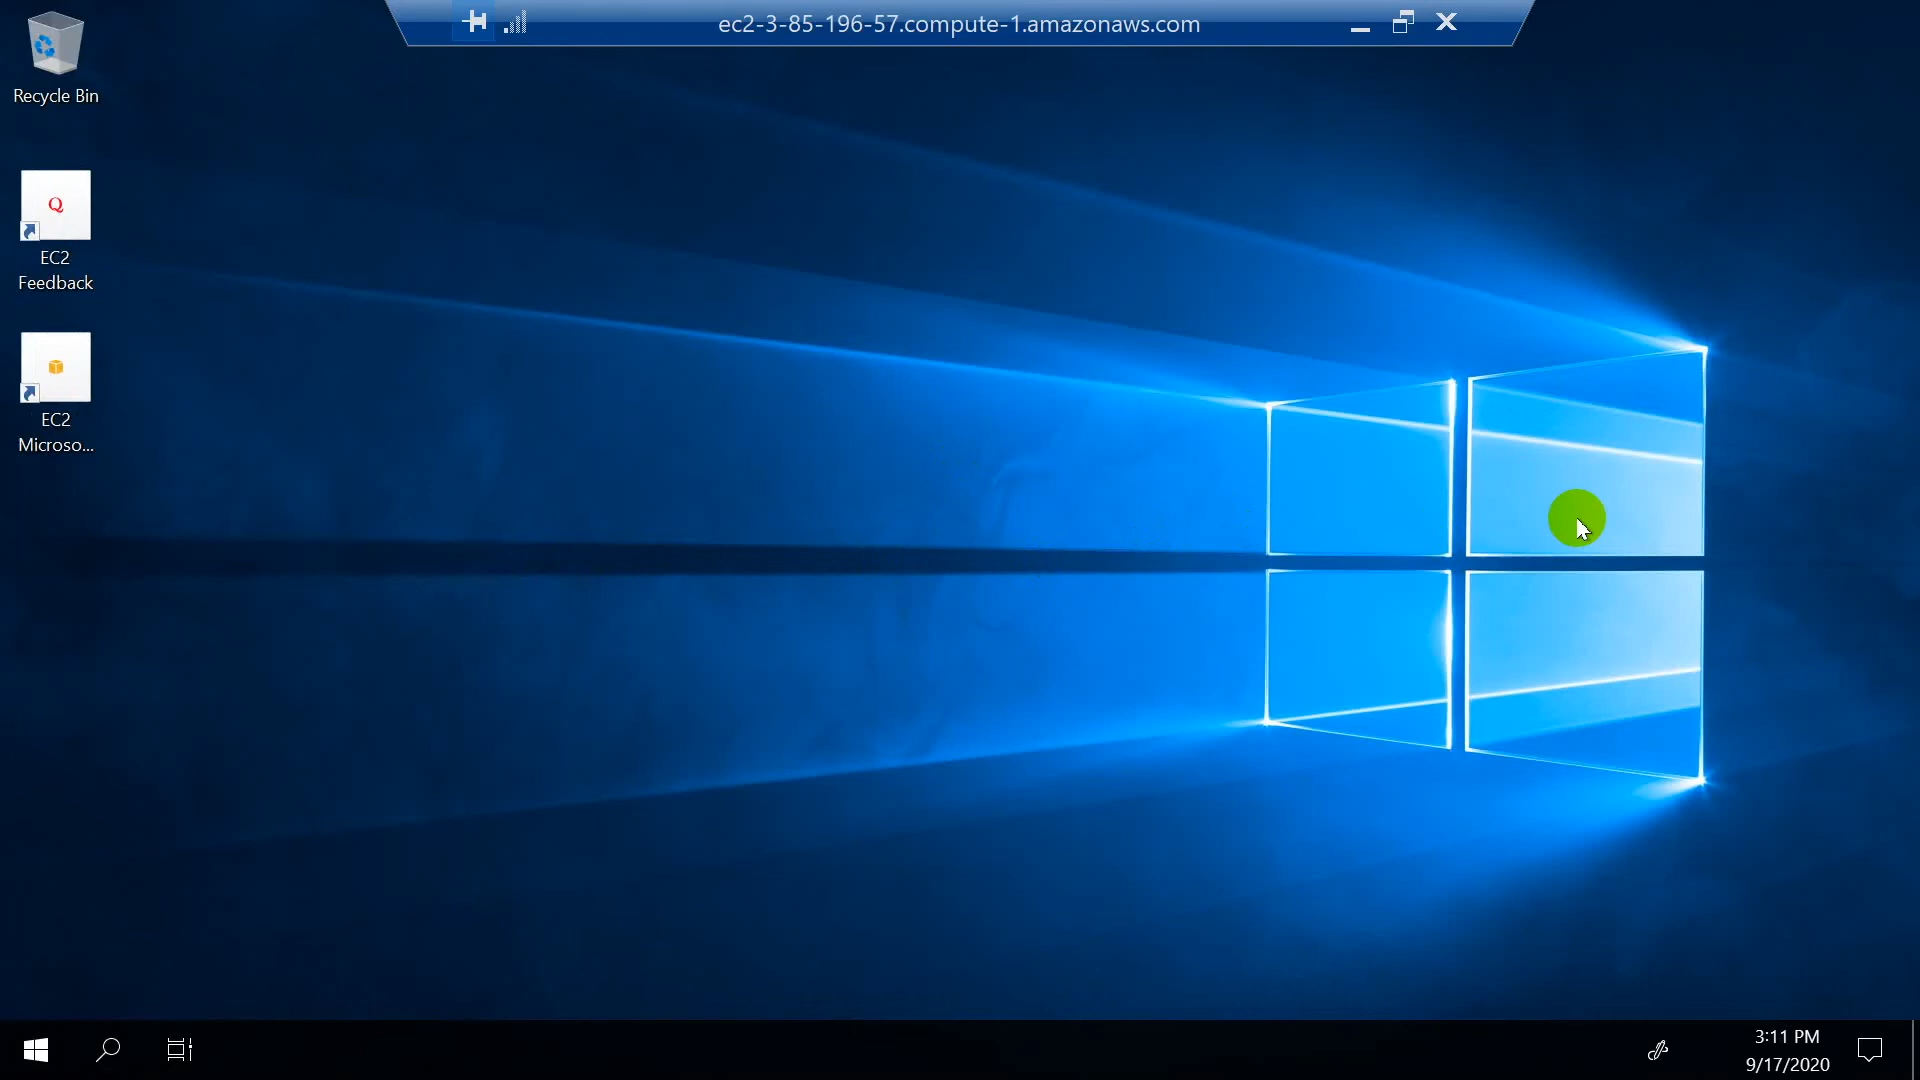 ec2-3-85-196-57.compute-1.amazonaws.com
Recycle Bin
Q
EC2
Feedback
EC2
Microso...
3:11 PM
9/17/2020